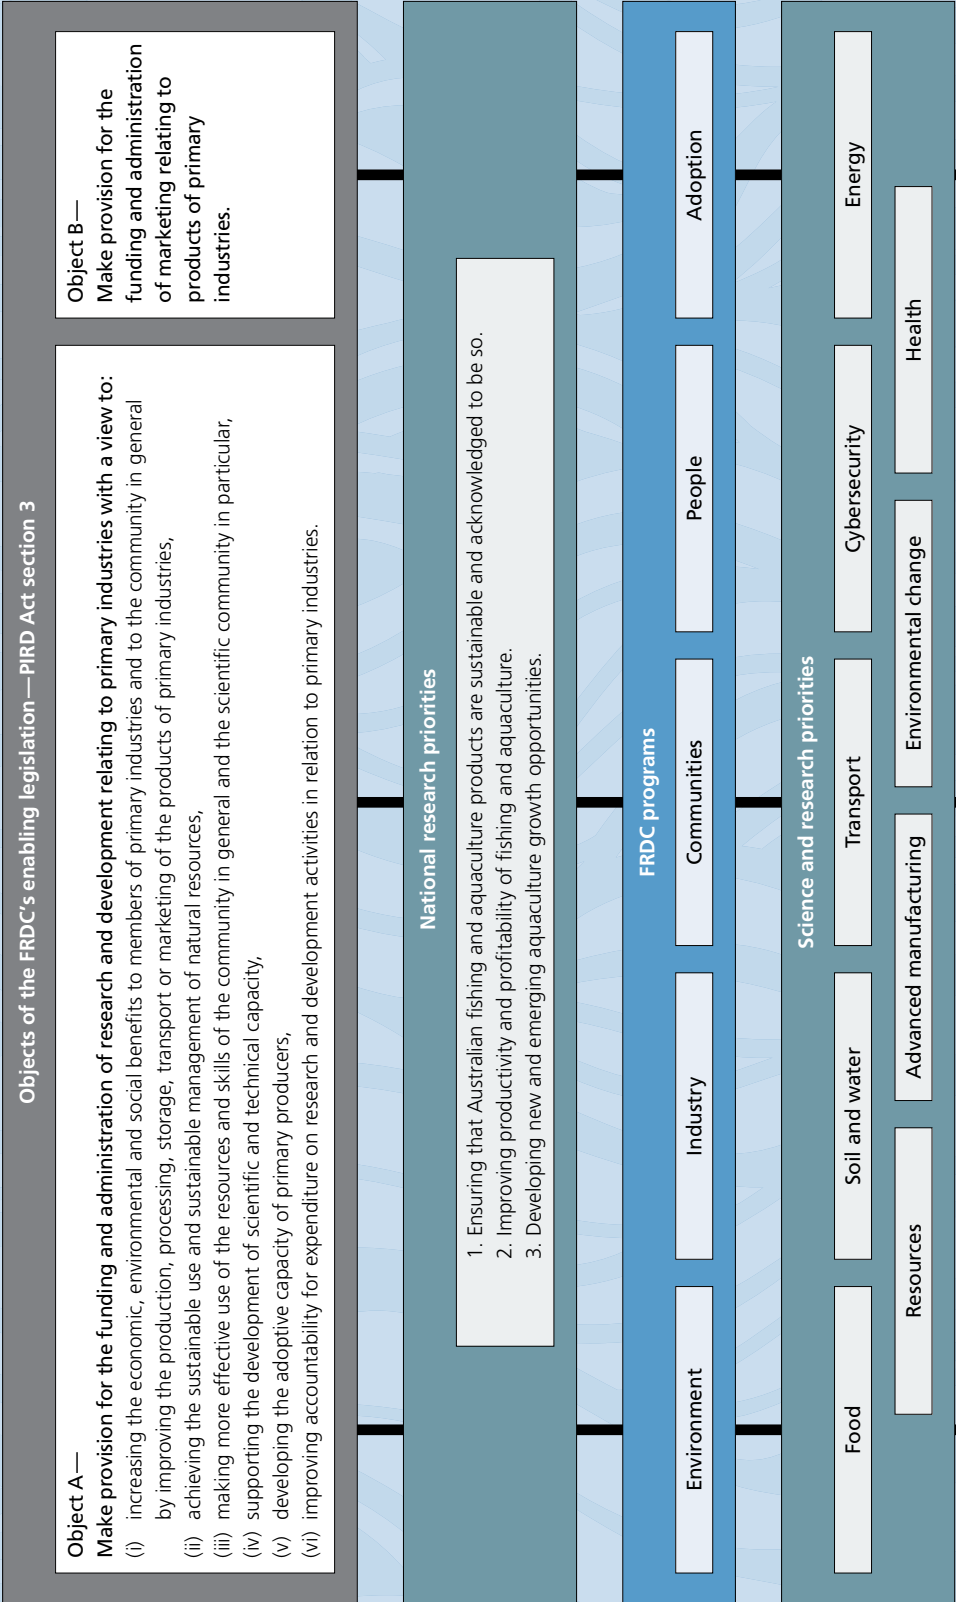 Objects of the FRDC’s enabling legislation—PIRD Act section 3
Object A—
Make provision for the funding and administration of research and development relating to primary industries with a view to:
(i) increasing the economic, environmental and social benefits to members of primary industries and to the community in general
by improving the production, processing, storage, transport or marketing of the products of primary industries,
(ii) achieving the sustainable use and sustainable management of natural resources,
(iii) making more effective use of the resources and skills of the community in general and the scientific community in particular,
(iv) supporting the development of scientific and technical capacity,
(v) developing the adoptive capacity of primary producers,
(vi) improving accountability for expenditure on research and development activities in relation to primary industries.
Object B—
Make provision for the
funding and administration
of marketing relating to
products of primary
industries.
National research priorities
1. Ensuring that Australian fishing and aquaculture products are sustainable and acknowledged to be so.
2. Improving productivity and profitability of fishing and aquaculture.
3. Developing new and emerging aquaculture growth opportunities.
FRDC programs
Environment
Industry
Communities
People
Adoption
Science and research priorities
Food
Soil and water
Transport
Cybersecurity
Energy
Resources
Advanced manufacturing
Environmental change
Health